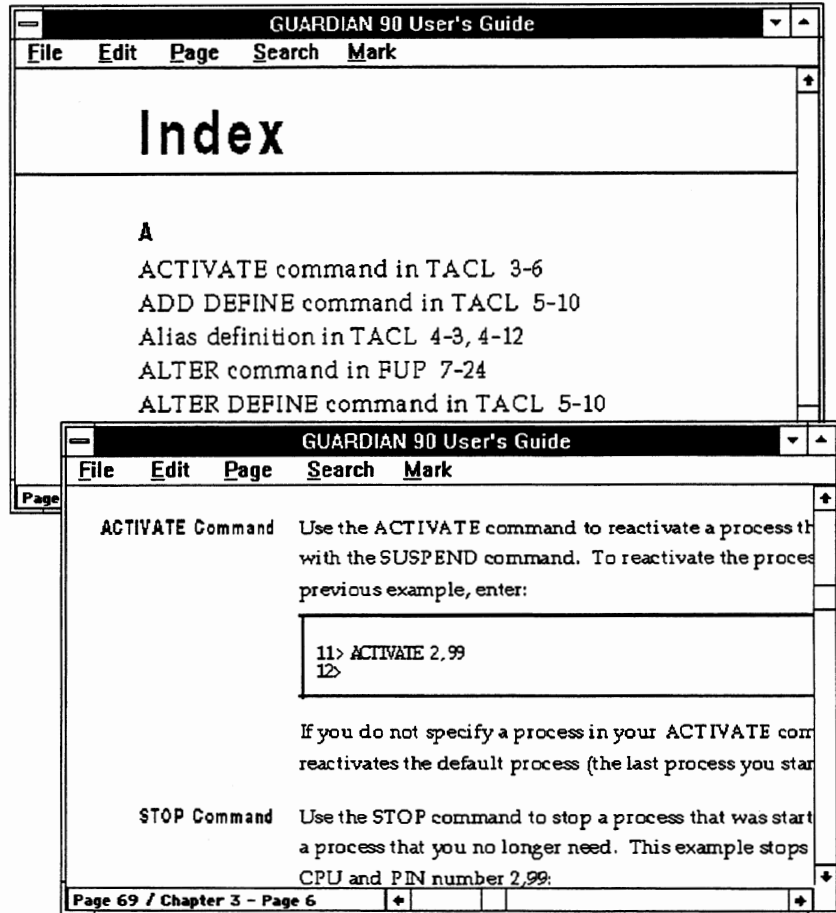 GUARDIAN 90 User's Guide
File Edit Page Search Mark
Index
A
ACTIVATE command in TACL 3-6
ADD DEFINE command in TACL 5-10
Alias definition in TACL 4-3, 4-12
ALTER command in FUP 7-24
ALTER DEFINE command in TACL 5-10
Page
GUARDIAN 90 User's Guide
File Edit Page Search Mark
ACTIVATE Command Use the ACTIVATE command to reactivate a process th
with the SUSPEND command. To reactivate the proces
previous example, enter:
11> ACTIVATE 2,99
12>
If you do not specify a process in your ACTIVATE com
reactivates the default process (the last process you star
STOP Command Use the STOP command to stop a process that was start
a process that you no longer need. This example stops
CPU and PIN number 2,99:
Page 69 / Chapter 3 - Page 6